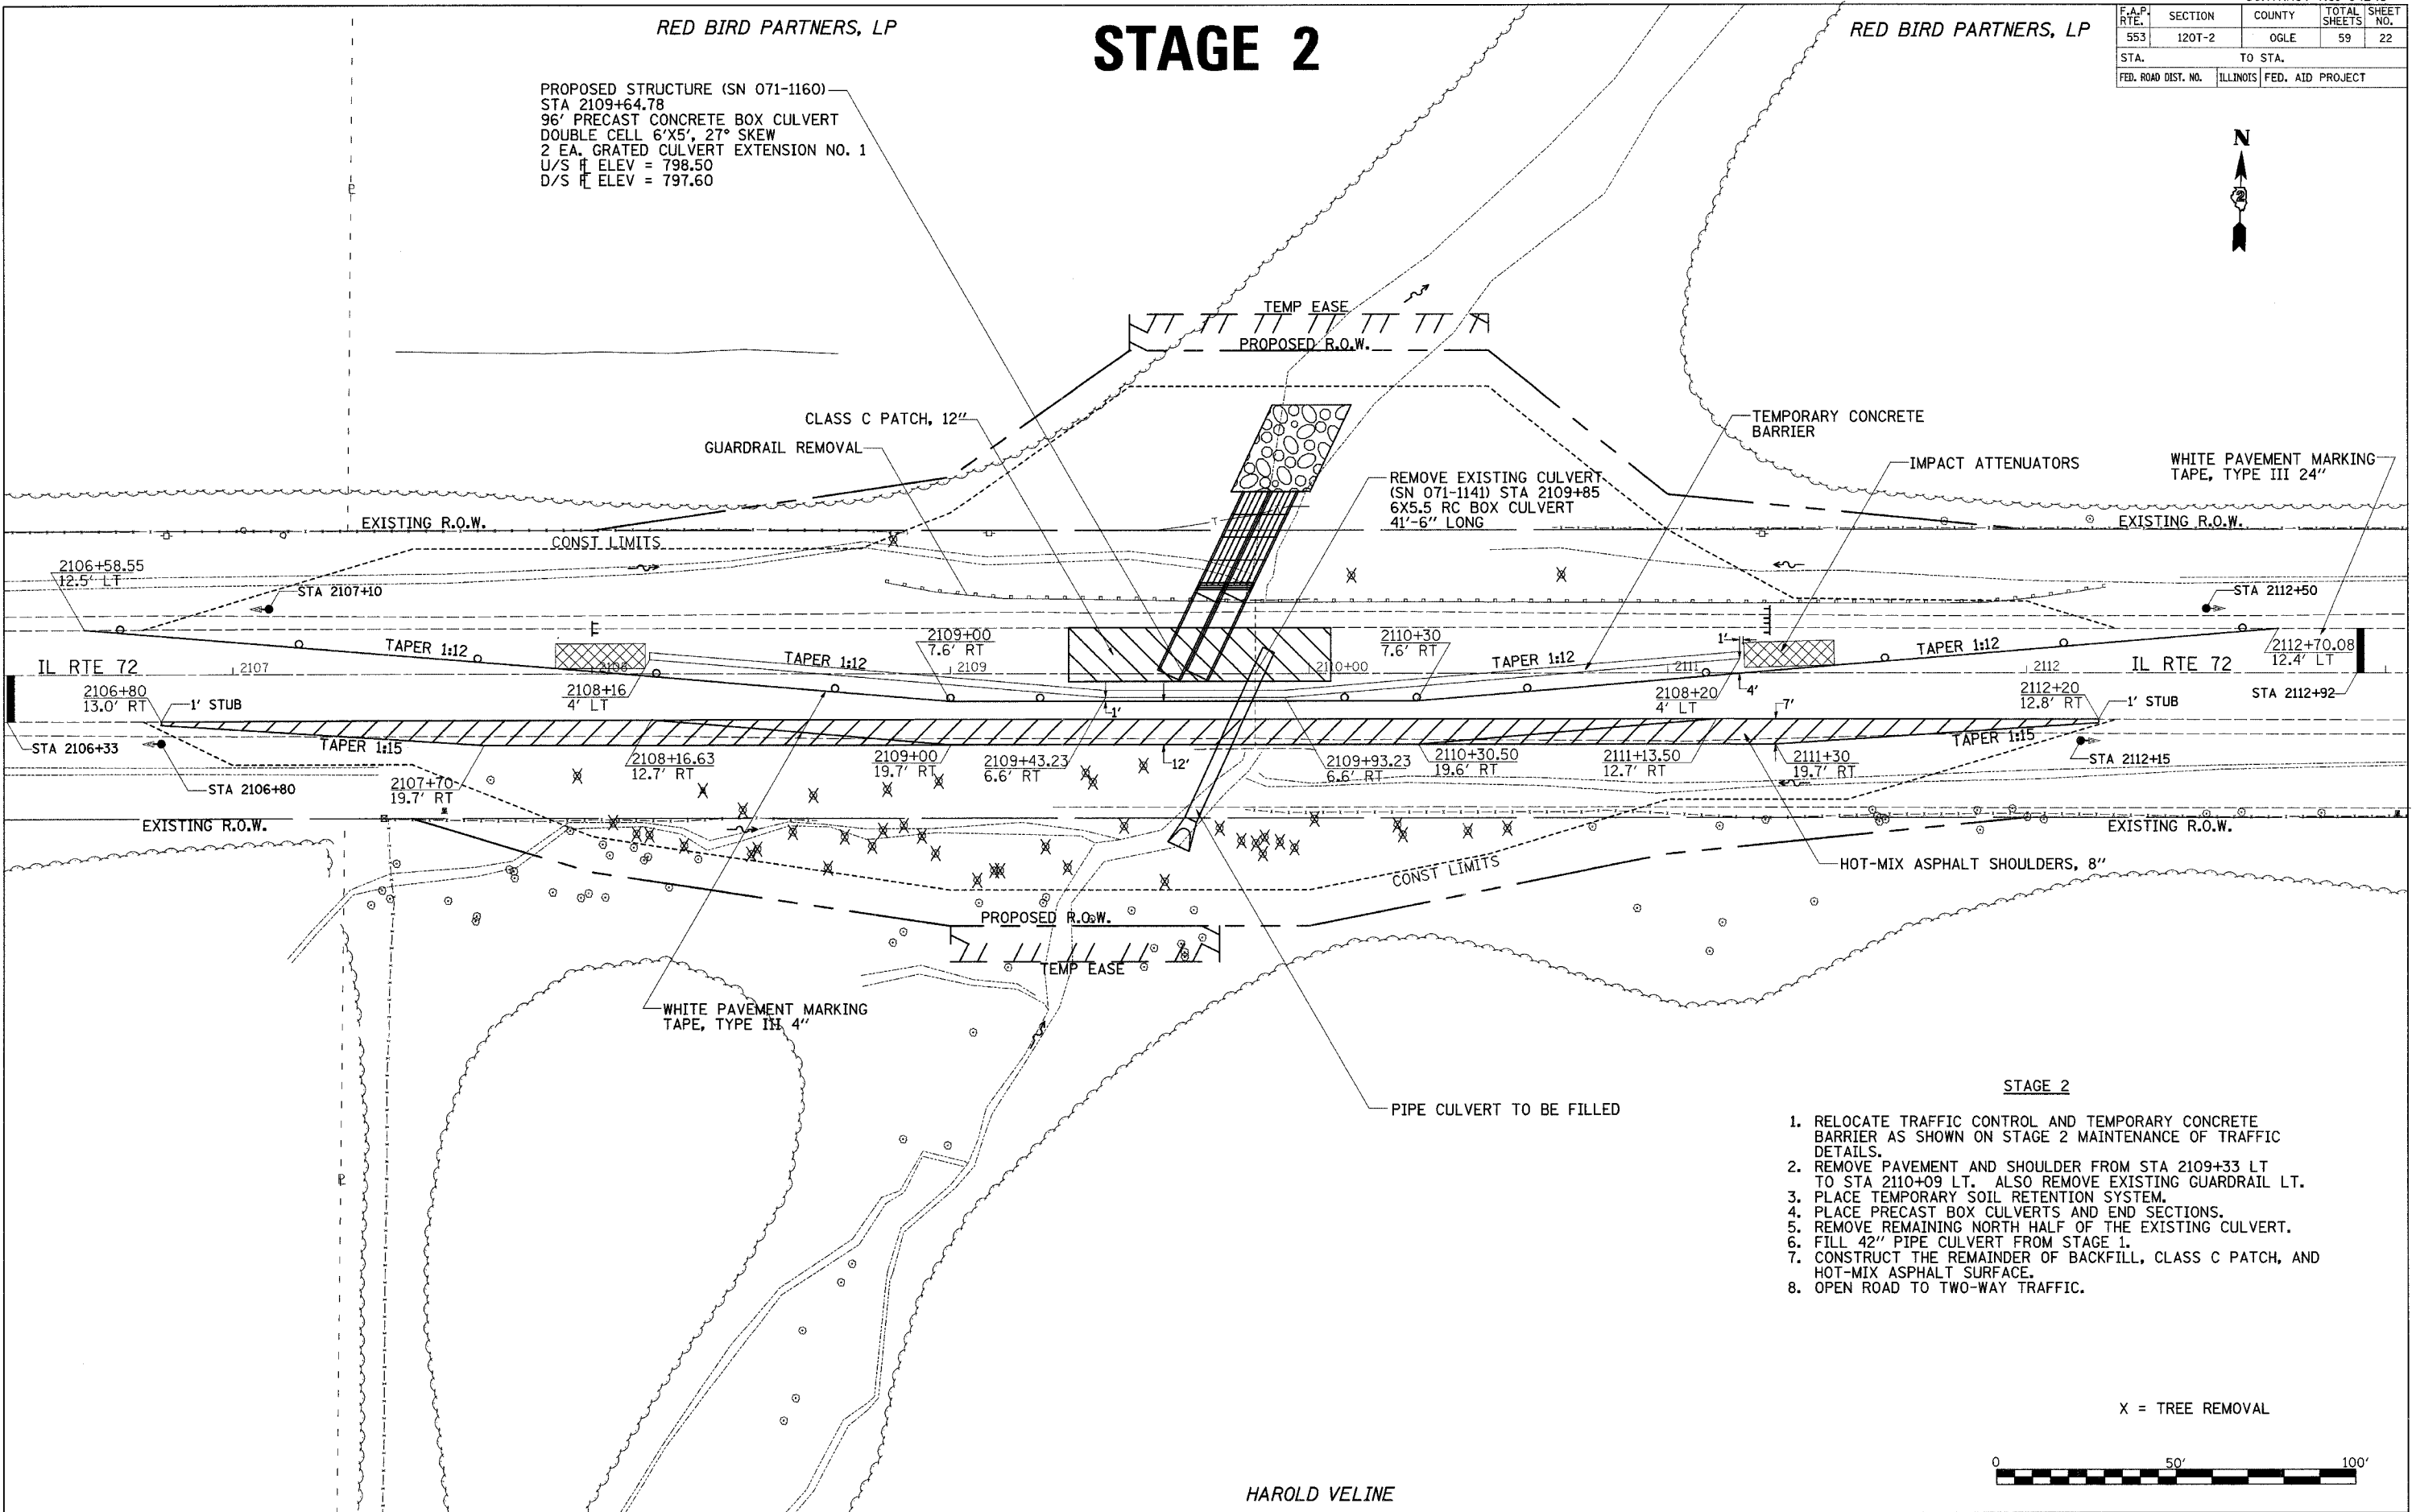 RED BIRD PARTNERS, LP
STAGE 2
RED BIRD PARTNERS, LP
F.A.P. RTE. SECTION COUNTY TOTAL SHEETS SHEET NO.
553 120T-2 OGLE 59 22
STA. TO STA.
FED. ROAD DIST. NO. ILLINOIS FED. AID PROJECT
PROPOSED STRUCTURE (SN 071-1160)
STA 2109+64.78
96' PRECAST CONCRETE BOX CULVERT
DOUBLE CELL 6'X5', 27° SKEW
2 EA. GRATED CULVERT EXTENSION NO. 1
U/S FL ELEV = 798.50
D/S FL ELEV = 797.60
N
TEMP EASE
PROPOSED R.O.W.
CLASS C PATCH, 12"
GUARDRAIL REMOVAL
TEMPORARY CONCRETE
BARRIER
IMPACT ATTENUATORS
WHITE PAVEMENT MARKING
TAPE, TYPE III 24"
REMOVE EXISTING CULVERT
(SN 071-1141) STA 2109+85
6X5.5 RC BOX CULVERT
41'-6" LONG
EXISTING R.O.W.
EXISTING R.O.W.
CONST LIMITS
2106+58.55
12.5' LT
STA 2107+10
STA 2112+50
TAPER 1:12
TAPER 1:12
2109+00
7.6' RT
2110+30
7.6' RT
TAPER 1:12
1'
TAPER 1:12
IL RTE 72
2107
2108
2109
2110+00
2111
2112
IL RTE 72
2112+70.08
12.4' LT
2106+80
13.0' RT
1' STUB
2108+16
4' LT
1'
2108+20
4' LT
4'
7'
2112+20
12.8' RT
1' STUB
STA 2112+92
STA 2106+33
TAPER 1:15
TAPER 1:15
STA 2106+80
2107+70
19.7' RT
2108+16.63
12.7' RT
2109+00
19.7' RT
2109+43.23
6.6' RT
12'
2109+93.23
6.6' RT
2110+30.50
19.6' RT
2111+13.50
12.7' RT
2111+30
19.7' RT
STA 2112+15
EXISTING R.O.W.
EXISTING R.O.W.
HOT-MIX ASPHALT SHOULDERS, 8"
CONST LIMITS
PROPOSED R.O.W.
TEMP EASE
WHITE PAVEMENT MARKING
TAPE, TYPE III 4"
PIPE CULVERT TO BE FILLED
STAGE 2
1. RELOCATE TRAFFIC CONTROL AND TEMPORARY CONCRETE
BARRIER AS SHOWN ON STAGE 2 MAINTENANCE OF TRAFFIC
DETAILS.
2. REMOVE PAVEMENT AND SHOULDER FROM STA 2109+33 LT
TO STA 2110+09 LT. ALSO REMOVE EXISTING GUARDRAIL LT.
3. PLACE TEMPORARY SOIL RETENTION SYSTEM.
4. PLACE PRECAST BOX CULVERTS AND END SECTIONS.
5. REMOVE REMAINING NORTH HALF OF THE EXISTING CULVERT.
6. FILL 42" PIPE CULVERT FROM STAGE 1.
7. CONSTRUCT THE REMAINDER OF BACKFILL, CLASS C PATCH, AND
HOT-MIX ASPHALT SURFACE.
8. OPEN ROAD TO TWO-WAY TRAFFIC.
X = TREE REMOVAL
0 50' 100'
HAROLD VELINE